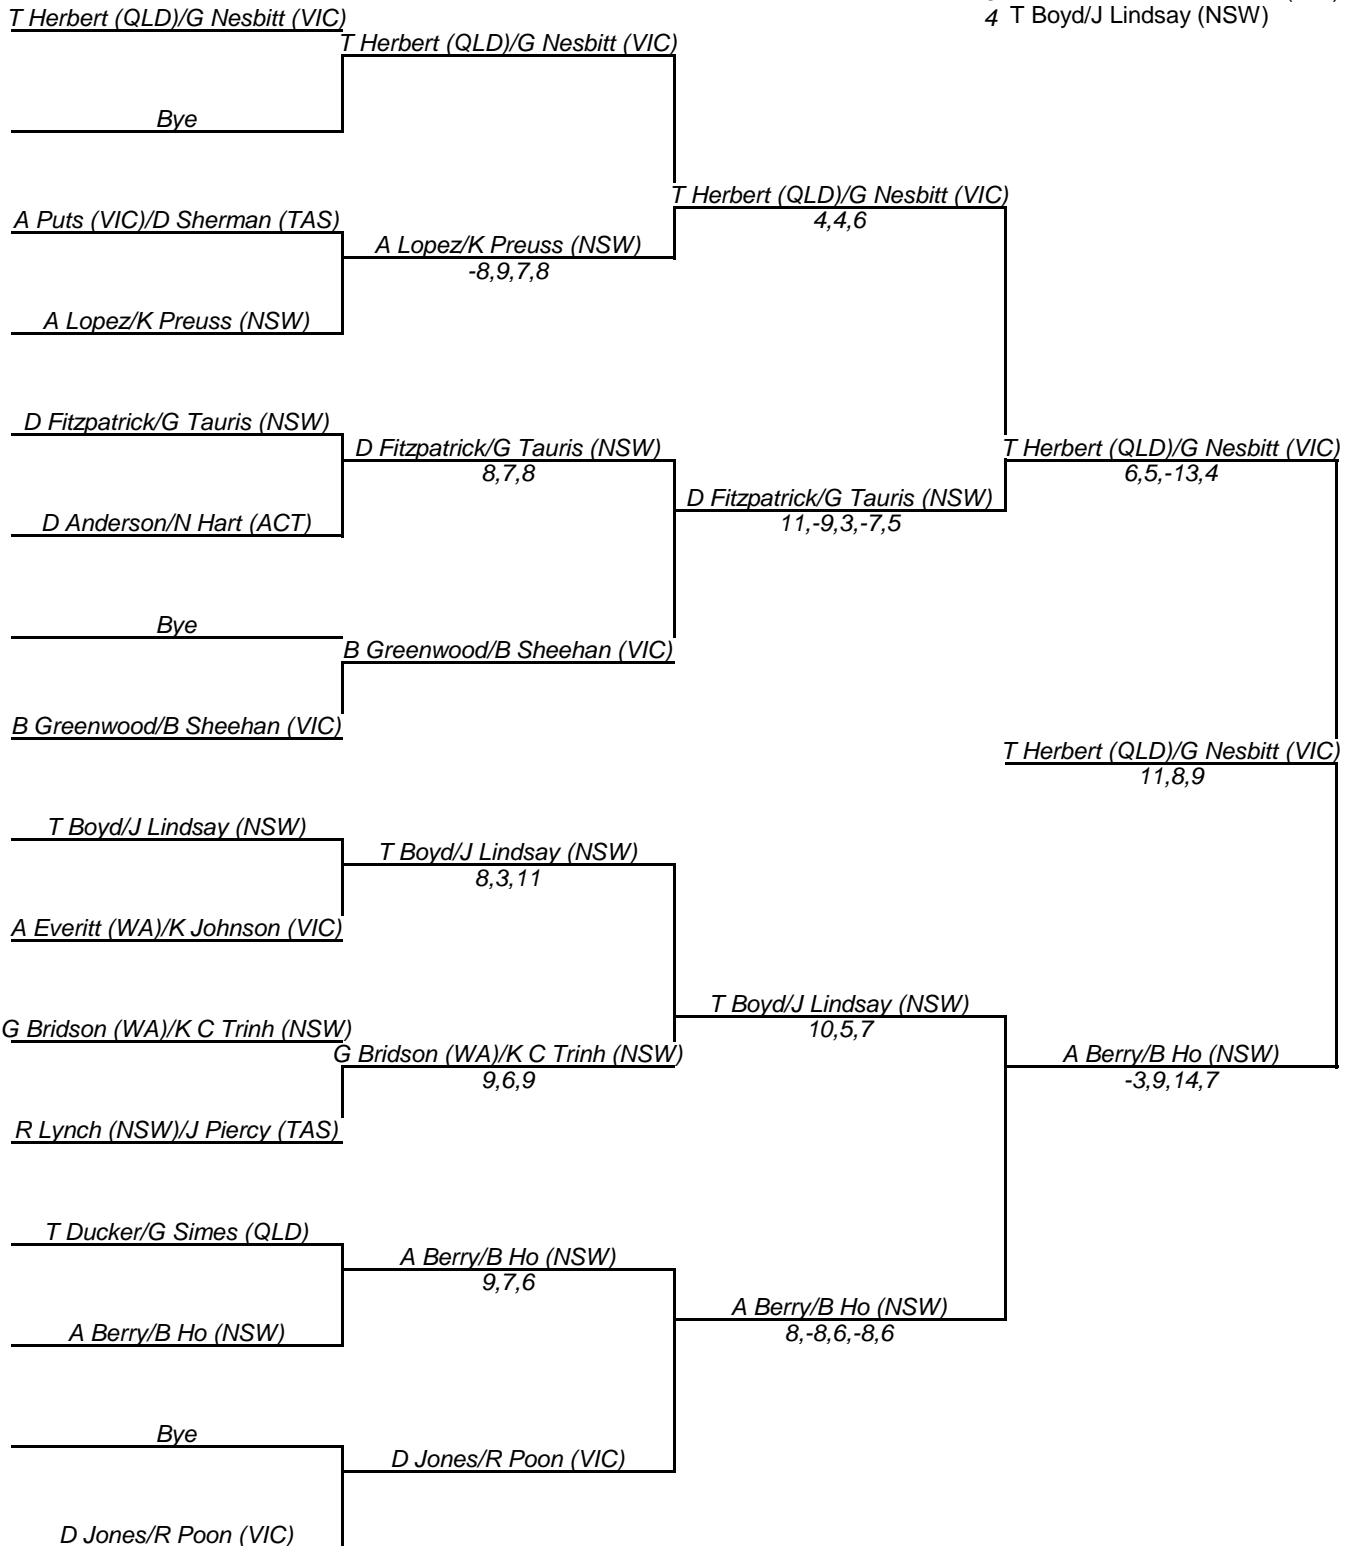 4 T Boyd/J Lindsay (NSW)
T Herbert (QLD)/G Nesbitt (VIC)
T Herbert (QLD)/G Nesbitt (VIC)
Bye
T Herbert (QLD)/G Nesbitt (VIC)
4,4,6
A Puts (VIC)/D Sherman (TAS)
A Lopez/K Preuss (NSW)
-8,9,7,8
A Lopez/K Preuss (NSW)
D Fitzpatrick/G Tauris (NSW)
D Fitzpatrick/G Tauris (NSW)
8,7,8
T Herbert (QLD)/G Nesbitt (VIC)
6,5,-13,4
D Fitzpatrick/G Tauris (NSW)
11,-9,3,-7,5
D Anderson/N Hart (ACT)
Bye
B Greenwood/B Sheehan (VIC)
B Greenwood/B Sheehan (VIC)
T Herbert (QLD)/G Nesbitt (VIC)
11,8,9
T Boyd/J Lindsay (NSW)
T Boyd/J Lindsay (NSW)
8,3,11
A Everitt (WA)/K Johnson (VIC)
T Boyd/J Lindsay (NSW)
10,5,7
G Bridson (WA)/K C Trinh (NSW)
G Bridson (WA)/K C Trinh (NSW)
9,6,9
A Berry/B Ho (NSW)
-3,9,14,7
R Lynch (NSW)/J Piercy (TAS)
T Ducker/G Simes (QLD)
A Berry/B Ho (NSW)
9,7,6
A Berry/B Ho (NSW)
8,-8,6,-8,6
A Berry/B Ho (NSW)
Bye
D Jones/R Poon (VIC)
D Jones/R Poon (VIC)